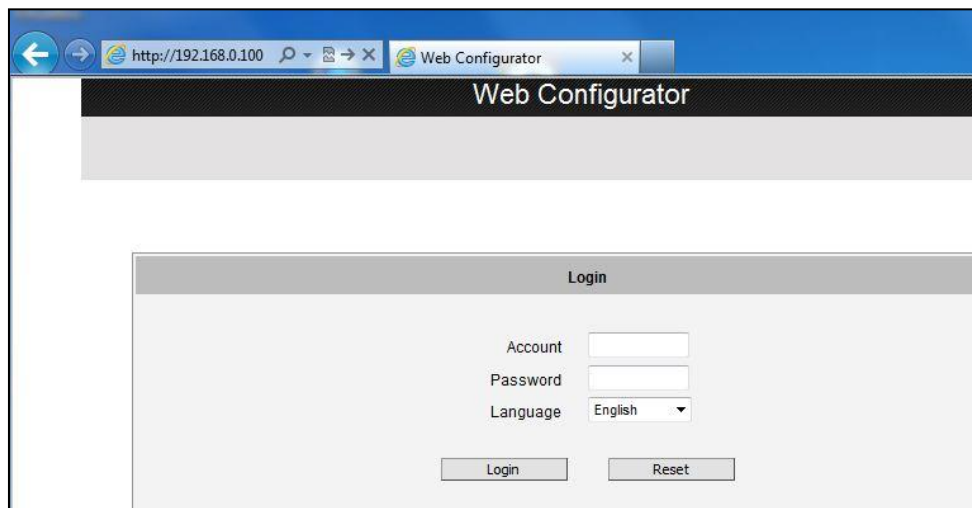 http://192.168.0.100
Web Configurator
Web Configurator
Login
Account
Password
Language English
Login Reset